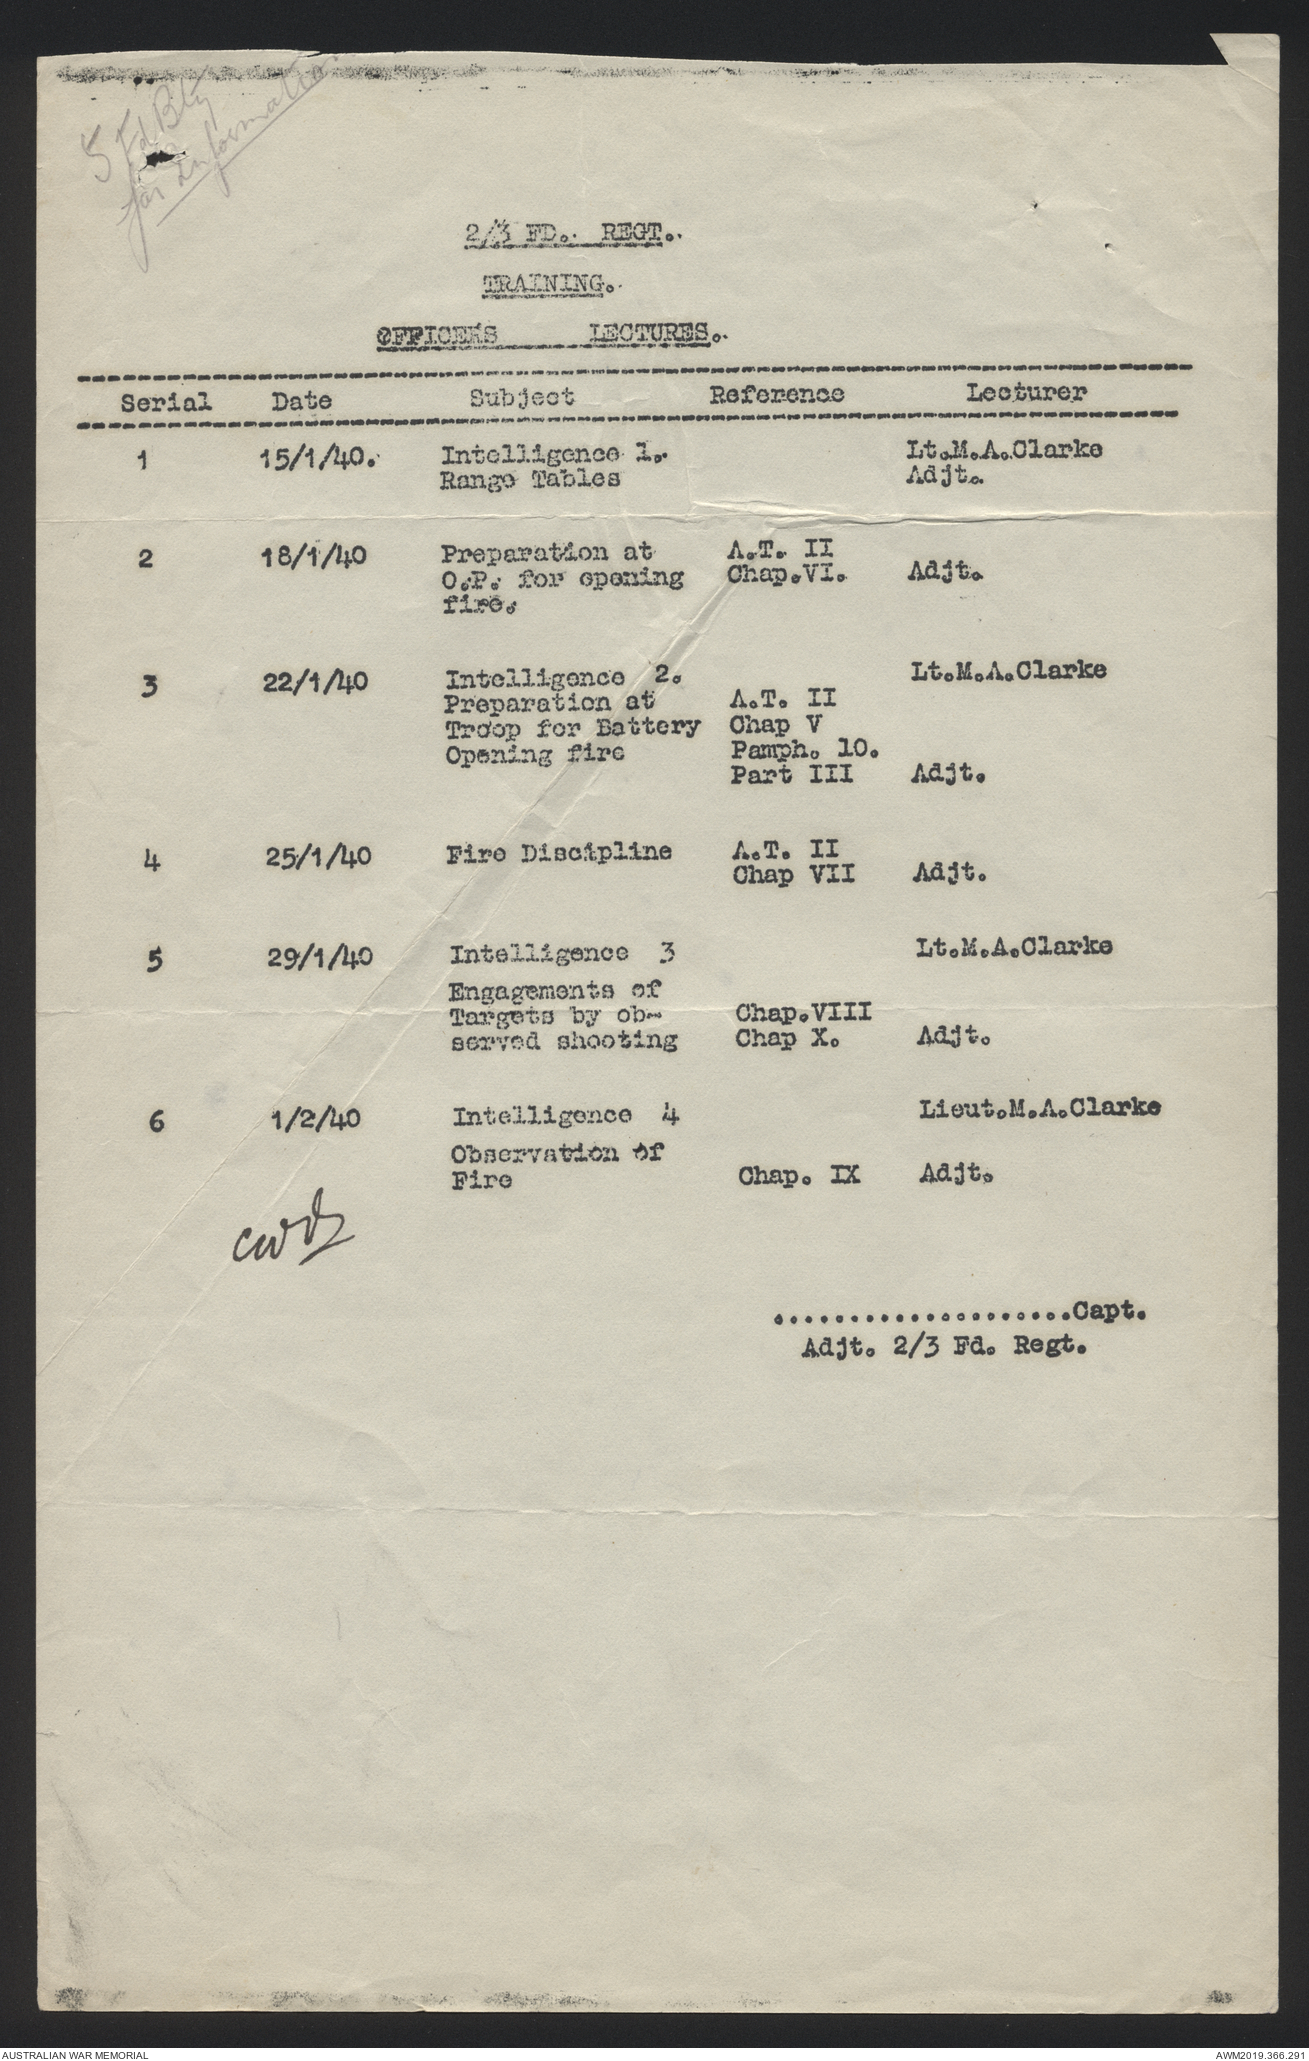 5 Fd Bty
for information
2/3 FD. REGT.
TRAINING.
OFFICERS LECTURES.
Serial Date Subject Reference Lecturer
1 15/1/40. Intelligence 1. Lt.M.A.Clarke
Range Tables Adjt.
2 18/1/40 Preparation at A.T. II
O.P. for opening Chap.VI. Adjt.
fire.
3 22/1/40 Intelligence 2. Lt.M.A.Clarke
Preparation at A.T. II
Troop for Battery Chap V
Opening fire Pamph. 10.
Part III Adjt.
4 25/1/40 Fire Discipline A.T. II
Chap VII Adjt.
5 29/1/40 Intelligence 3 Lt.M.A.Clarke
Engagements of
Targets by ob- Chap.VIII
served shooting Chap X. Adjt.
6 1/2/40 Intelligence 4 Lieut.M.A.Clarke
Observation of
Fire Chap. IX Adjt.
....................Capt.
Adjt. 2/3 Fd. Regt.
AUSTRALIAN WAR MEMORIAL AWM2019.366.291